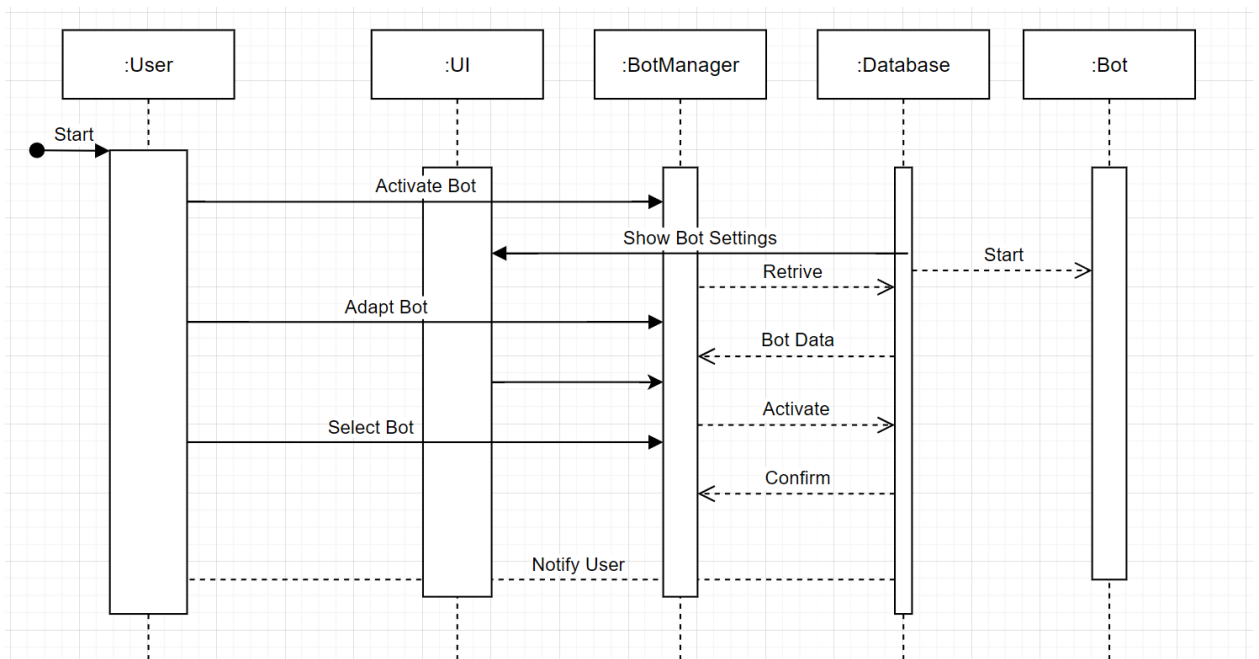 :User
:UI
:BotManager
:Database
:Bot
Start
Activate Bot
Show Bot Settings
Start
Retrive
Adapt Bot
Bot Data
Activate
Select Bot
Confirm
Notify User